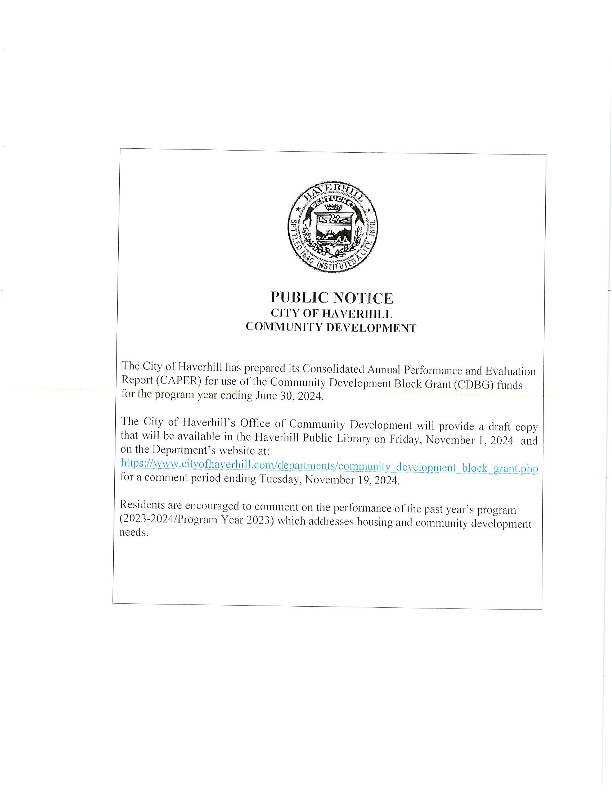 HAVERHILL
SETTLED 1640 INSTITUTED A CITY 1870
PUBLIC NOTICE
CITY OF HAVERHILL
COMMUNITY DEVELOPMENT
The City of Haverhill has prepared its Consolidated Annual Performance and Evaluation
Report (CAPER) for use of the Community Development Block Grant (CDBG) funds
for the program year ending June 30, 2024.
The City of Haverhill's Office of Community Development will provide a draft copy
that will be available in the Haverhill Public Library on Friday, November 1, 2024 and
on the Department's website at:
https://www.cityofhaverhill.com/departments/community_development_block_grant.php
for a comment period ending Tuesday, November 19, 2024.
Residents are encouraged to comment on the performance of the past year's program
(2023-2024/Program Year 2023) which addresses housing and community development
needs.